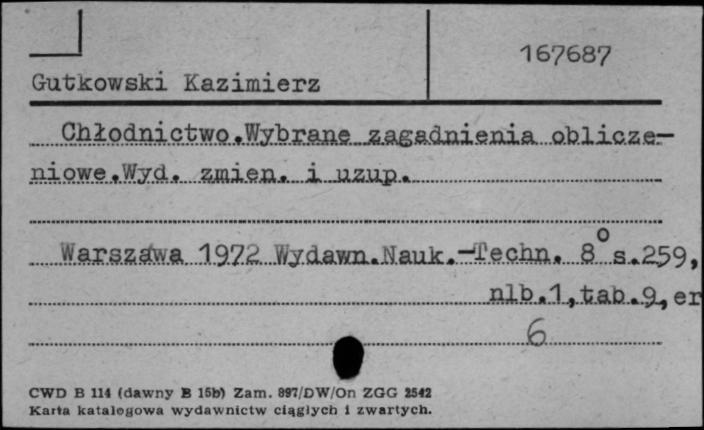 167687
Gutkowski Kazimierz
Chłodnictwo.Wybrane zagadnienia oblicze-
niowe.Wyd. zmien. i uzup.
Warszawa 1972 Wydawn.Nauk.-Techn. 8° s.259,
nlb.1,tab.9,er
6
CWD B 114 (dawny B 15b) Zam. 897/DW/On ZGG 2542
Karta katalogowa wydawnictw ciągłych i zwartych.